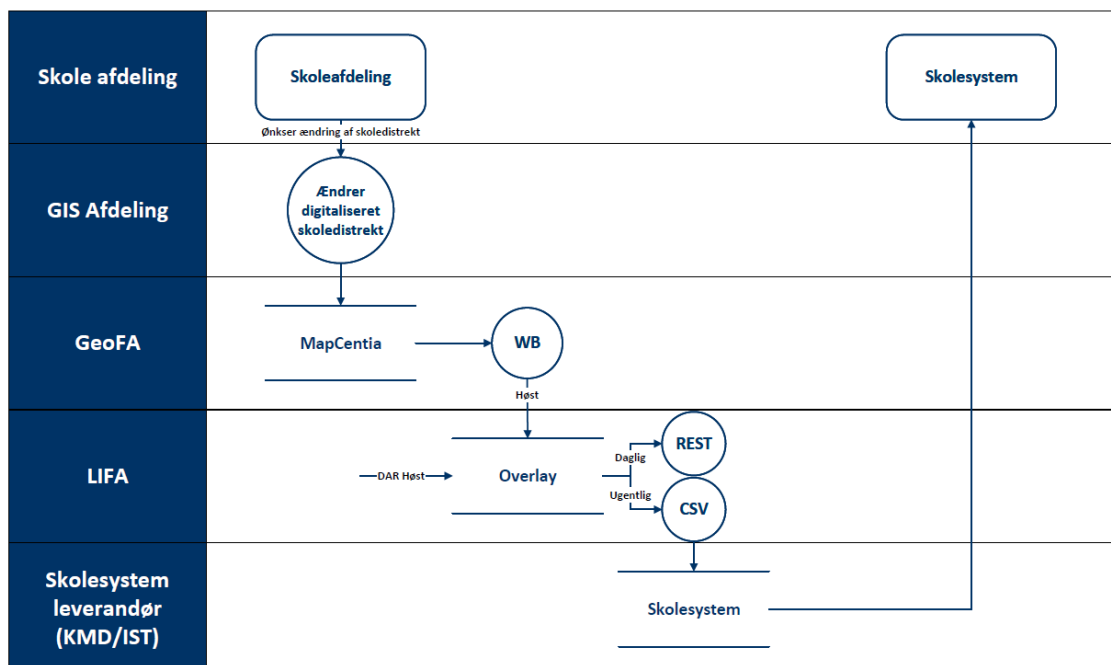 Skole afdeling
Skoleafdeling
Skolesystem
Ønkser ændring af skoledistrekt
GIS Afdeling
Ændrer
digitaliseret
skoledistrekt
GeoFA
MapCentia
WB
Høst
LIFA
DAR Høst
Overlay
Daglig
Ugentlig
REST
CSV
Skolesystem
leverandør
(KMD/IST)
Skolesystem